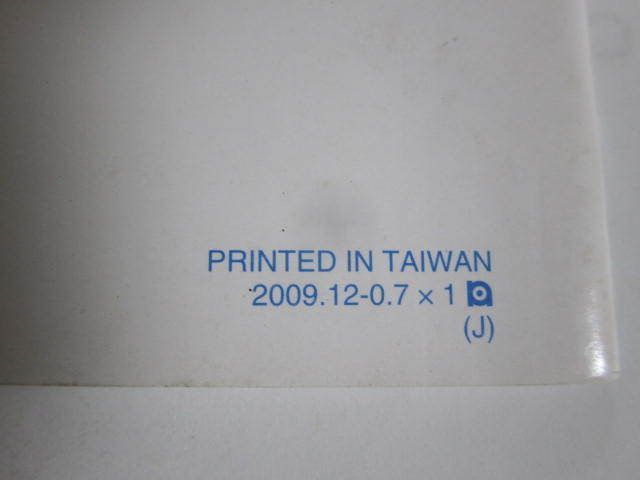 PRINTED IN TAIWAN
2009.12-0.7 × 1
(J)